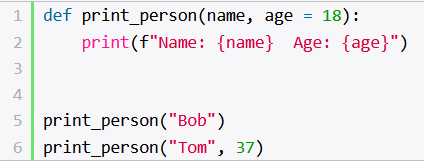 1 def print_person(name, age = 18):
2     print(f"Name: {name}  Age: {age}")
3
4
5 print_person("Bob")
6 print_person("Tom", 37)